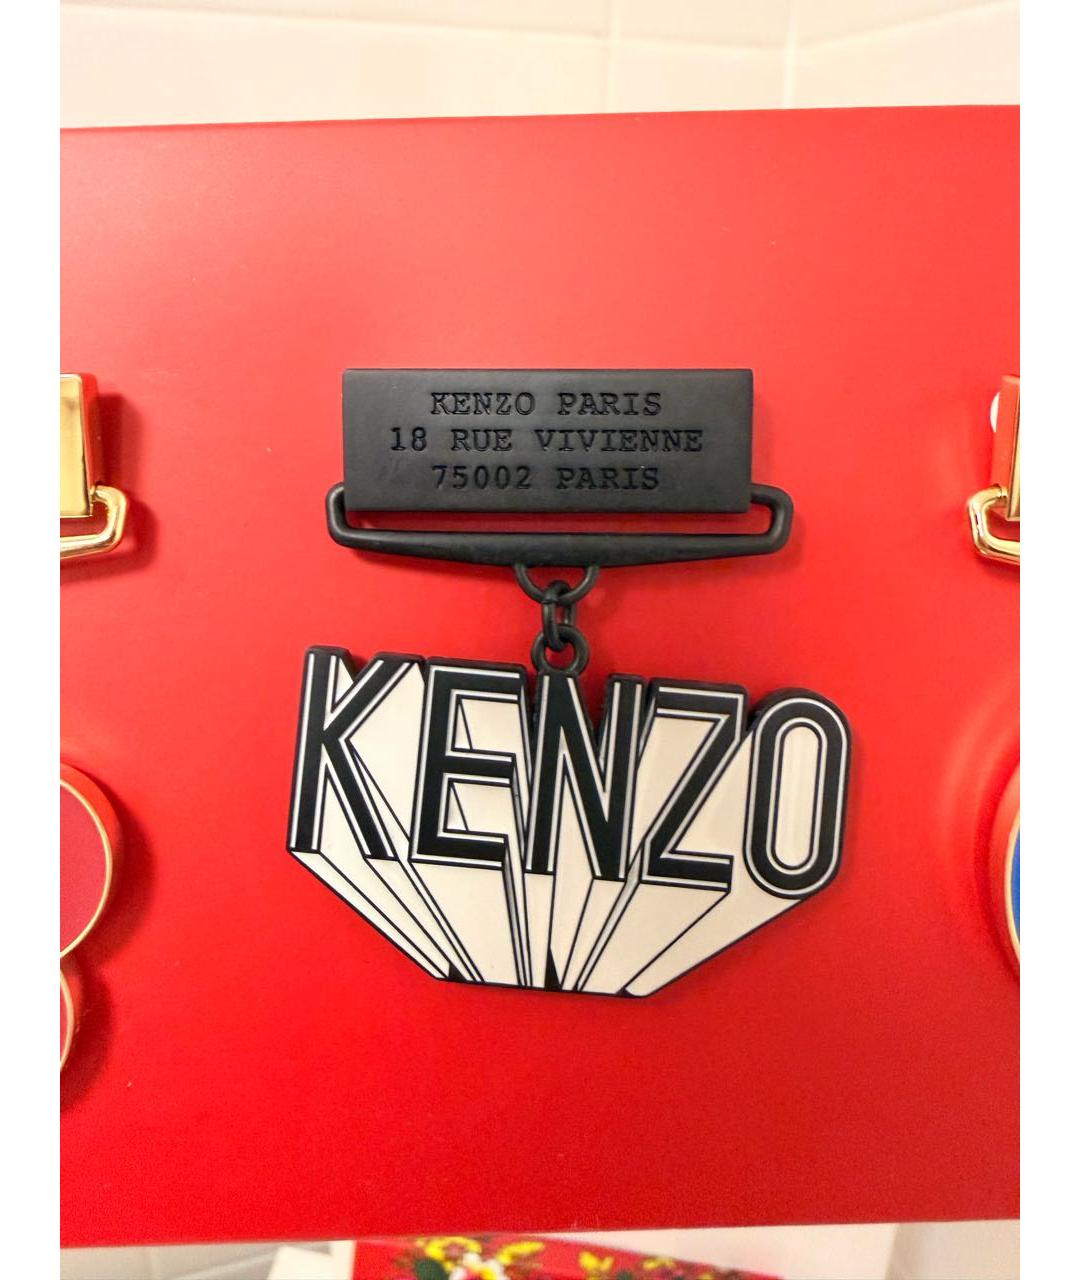 KENZO PARIS
18 RUE VIVIENNE
75002 PARIS
KENZO